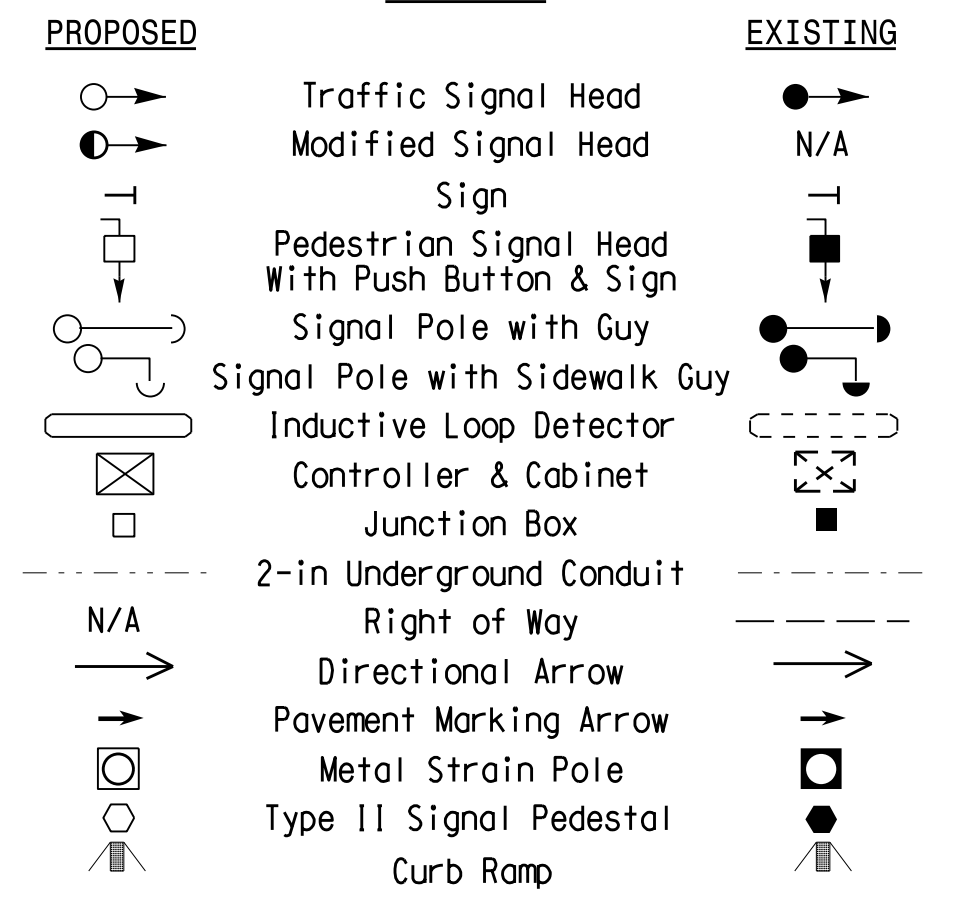 PROPOSED EXISTING
Traffic Signal Head
Modified Signal Head N/A
Sign
Pedestrian Signal Head
With Push Button & Sign
Signal Pole with Guy
Signal Pole with Sidewalk Guy
Inductive Loop Detector
Controller & Cabinet
Junction Box
2-in Underground Conduit
N/A Right of Way
Directional Arrow
Pavement Marking Arrow
Metal Strain Pole
Type II Signal Pedestal
Curb Ramp